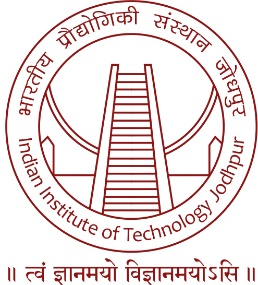 भारतीय प्रौद्योगिकी संस्थान जोधपुर
Indian Institute of Technology Jodhpur
॥ त्वं ज्ञानमयो विज्ञानमयोऽसि ॥